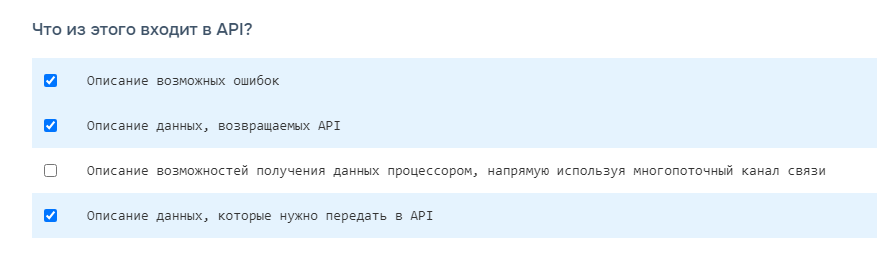 Что из этого входит в API?
Описание возможных ошибок
Описание данных, возвращаемых API
Описание возможностей получения данных процессором, напрямую используя многопоточный канал связи
Описание данных, которые нужно передать в API